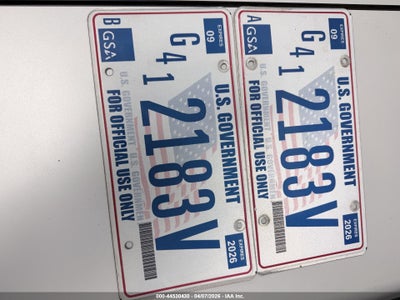 EXPIRES
09
U.S. GOVERNMENT
EXPIRES
2026
G41
2183V
GSA
B
FOR OFFICIAL USE ONLY
EXPIRES
09
U.S. GOVERNMENT
EXPIRES
2026
G41
2183V
GSA
A
FOR OFFICIAL USE ONLY
000-44530430 - 04/07/2026 - IAA, Inc.